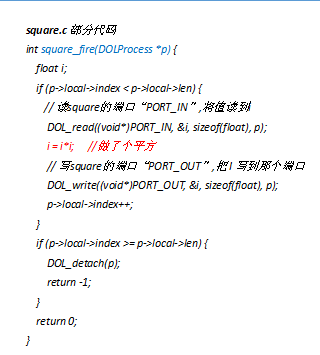 square.c 部分代码
int square_fire(DOLProcess *p) {
float i;
if (p->local->index < p->local->len) {
// 读square的端口“PORT_IN”,将值读到i
DOL_read((void*)PORT_IN, &i, sizeof(float), p);
i = i*i; //做了个平方
// 写square的端口“PORT_OUT”,把 I 写到那个端口
DOL_write((void*)PORT_OUT, &i, sizeof(float), p);
p->local->index++;
}
if (p->local->index >= p->local->len) {
DOL_detach(p);
return -1;
}
return 0;
}